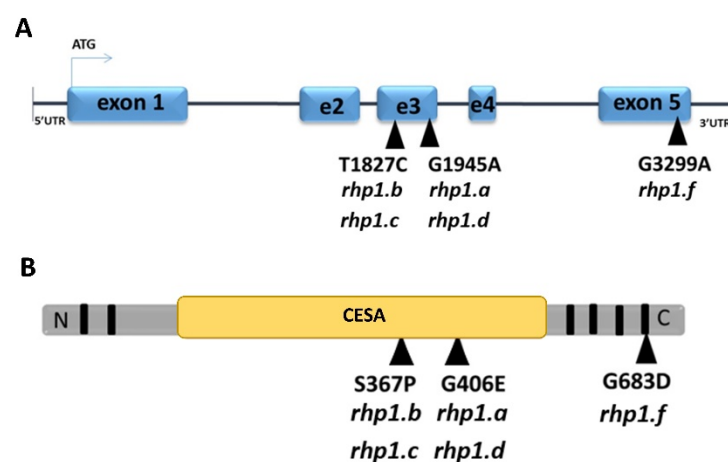 A
ATG
exon 1
e2
e3
e4
exon 5
5'UTR
3'UTR
T1827C
G1945A
G3299A
rhp1.b
rhp1.a
rhp1.f
rhp1.c
rhp1.d
B
N
CESA
C
S367P
G406E
G683D
rhp1.b
rhp1.a
rhp1.f
rhp1.c
rhp1.d